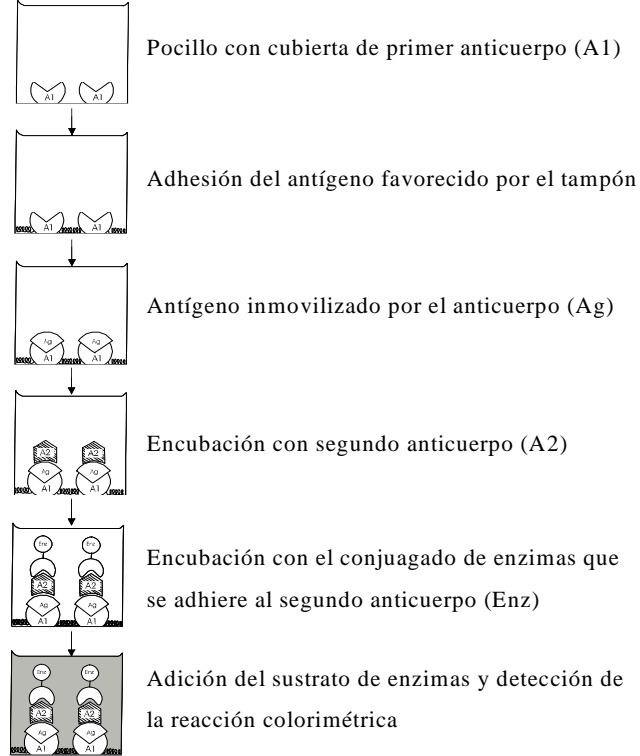 Pocillo con cubierta de primer anticuerpo (A1)
A1 A1
Adhesión del antígeno favorecido por el tampón
A1 A1
Antígeno inmovilizado por el anticuerpo (Ag)
Ag Ag
A1 A1
Encubación con segundo anticuerpo (A2)
A2 A2
Ag Ag
A1 A1
Encubación con el conjuagado de enzimas que
se adhiere al segundo anticuerpo (Enz)
Enz Enz
A2 A2
Ag Ag
A1 A1
Adición del sustrato de enzimas y detección de
la reacción colorimétrica
Enz Enz
A2 A2
Ag Ag
A1 A1